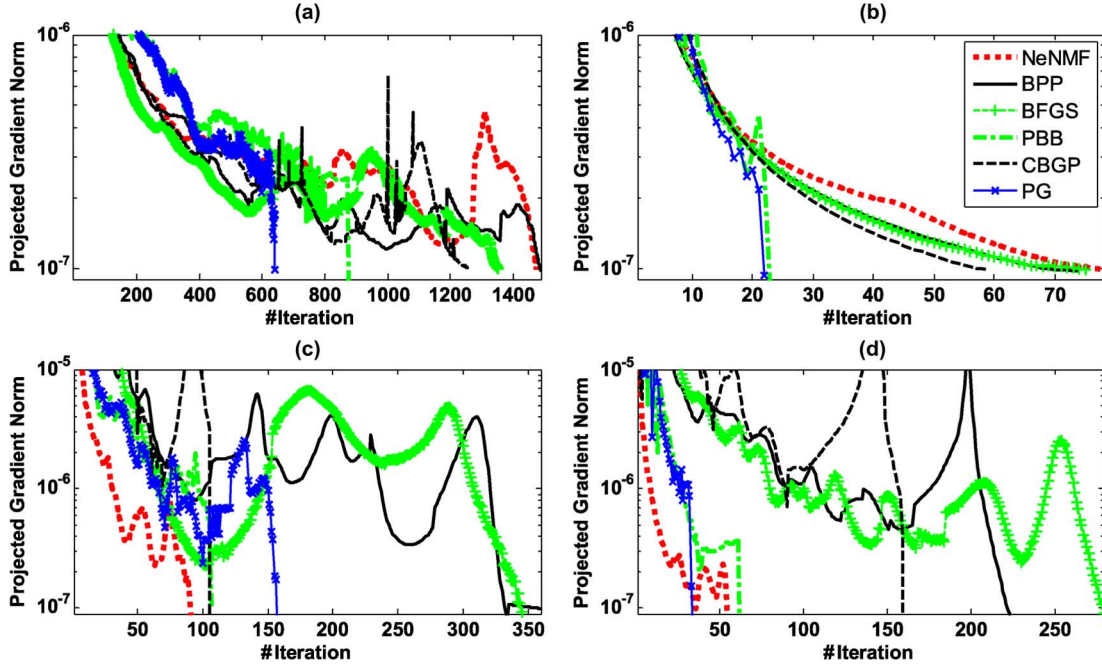 (a)
10^-6
10^-7
Projected Gradient Norm
200 400 600 800 1000 1200 1400
#Iteration
(b)
10^-6
10^-7
Projected Gradient Norm
10 20 30 40 50 60 70
#Iteration
NeNMF
BPP
BFGS
PBB
CBGP
PG
(c)
10^-5
10^-6
10^-7
Projected Gradient Norm
50 100 150 200 250 300 350
#Iteration
(d)
10^-5
10^-6
10^-7
Projected Gradient Norm
50 100 150 200 250
#Iteration